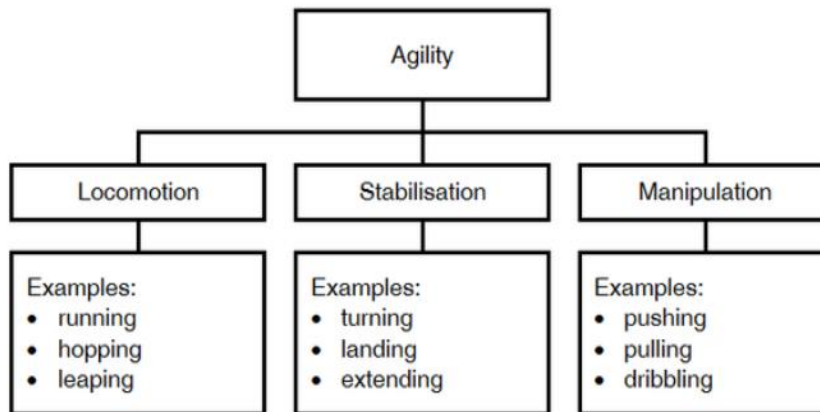 Agility
Locomotion
Stabilisation
Manipulation
Examples:
• running
• hopping
• leaping
Examples:
• turning
• landing
• extending
Examples:
• pushing
• pulling
• dribbling